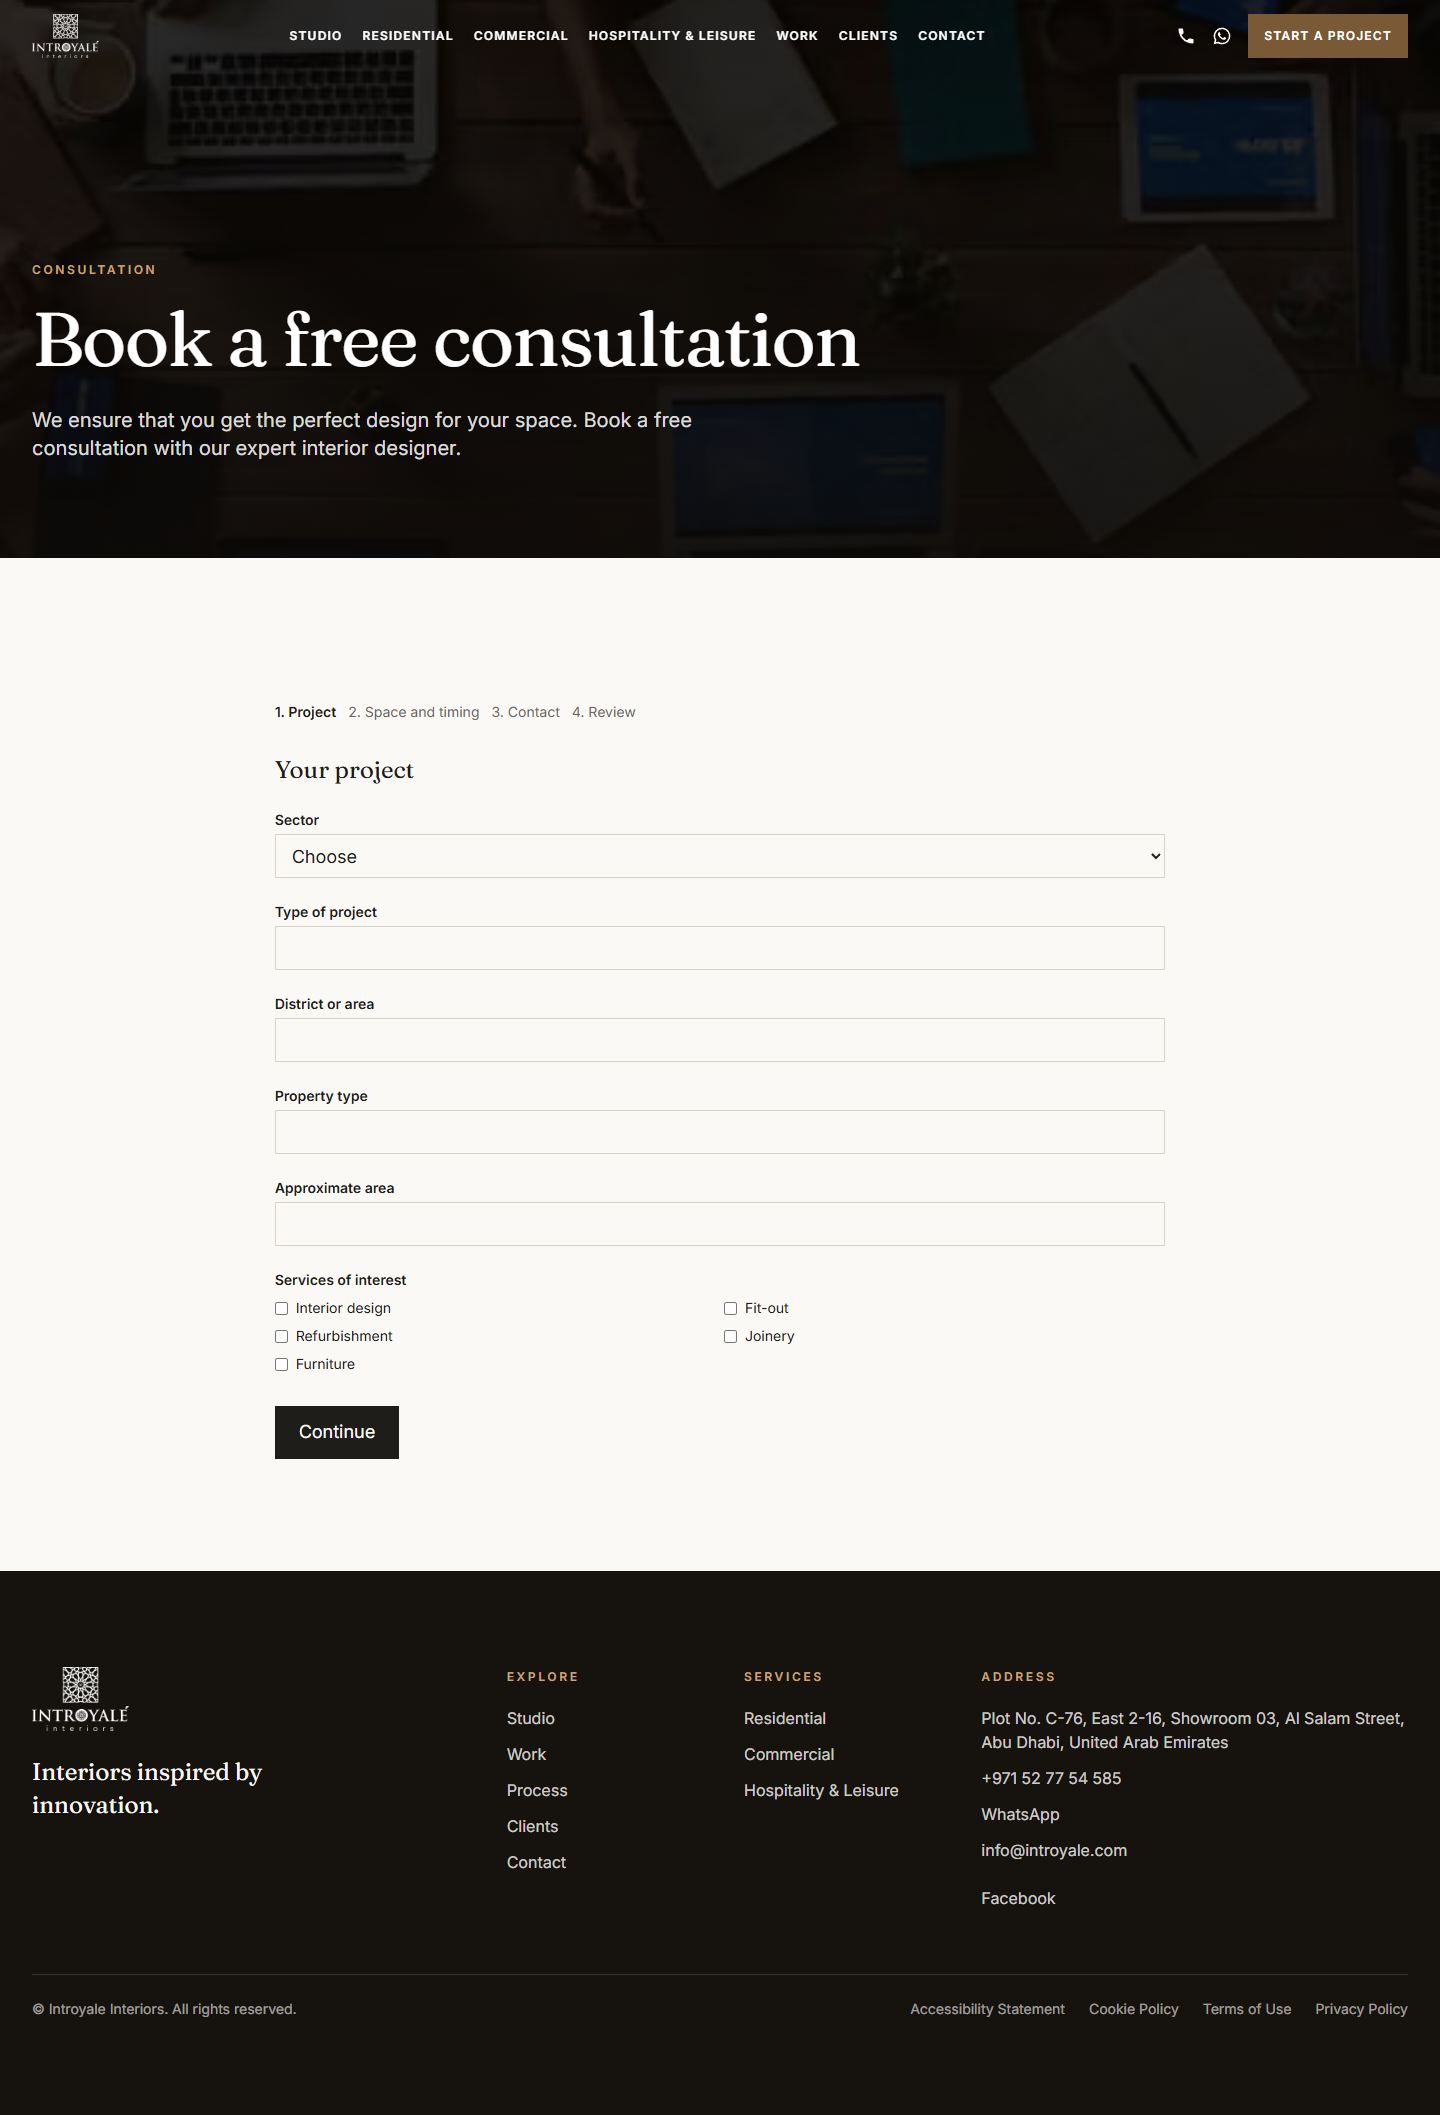 INTROYALÉ
interiors
STUDIO RESIDENTIAL COMMERCIAL HOSPITALITY & LEISURE WORK CLIENTS CONTACT
START A PROJECT
CONSULTATION
Book a free consultation
We ensure that you get the perfect design for your space. Book a free
consultation with our expert interior designer.
1. Project 2. Space and timing 3. Contact 4. Review
Your project
Sector
Choose
Type of project
District or area
Property type
Approximate area
Services of interest
Interior design Fit-out
Refurbishment Joinery
Furniture
Continue
INTROYALÉ
interiors
Interiors inspired by
innovation.
EXPLORE
Studio
Work
Process
Clients
Contact
SERVICES
Residential
Commercial
Hospitality & Leisure
ADDRESS
Plot No. C-76, East 2-16, Showroom 03, Al Salam Street,
Abu Dhabi, United Arab Emirates
+971 52 77 54 585
WhatsApp
info@introyale.com
Facebook
© Introyale Interiors. All rights reserved.
Accessibility Statement Cookie Policy Terms of Use Privacy Policy